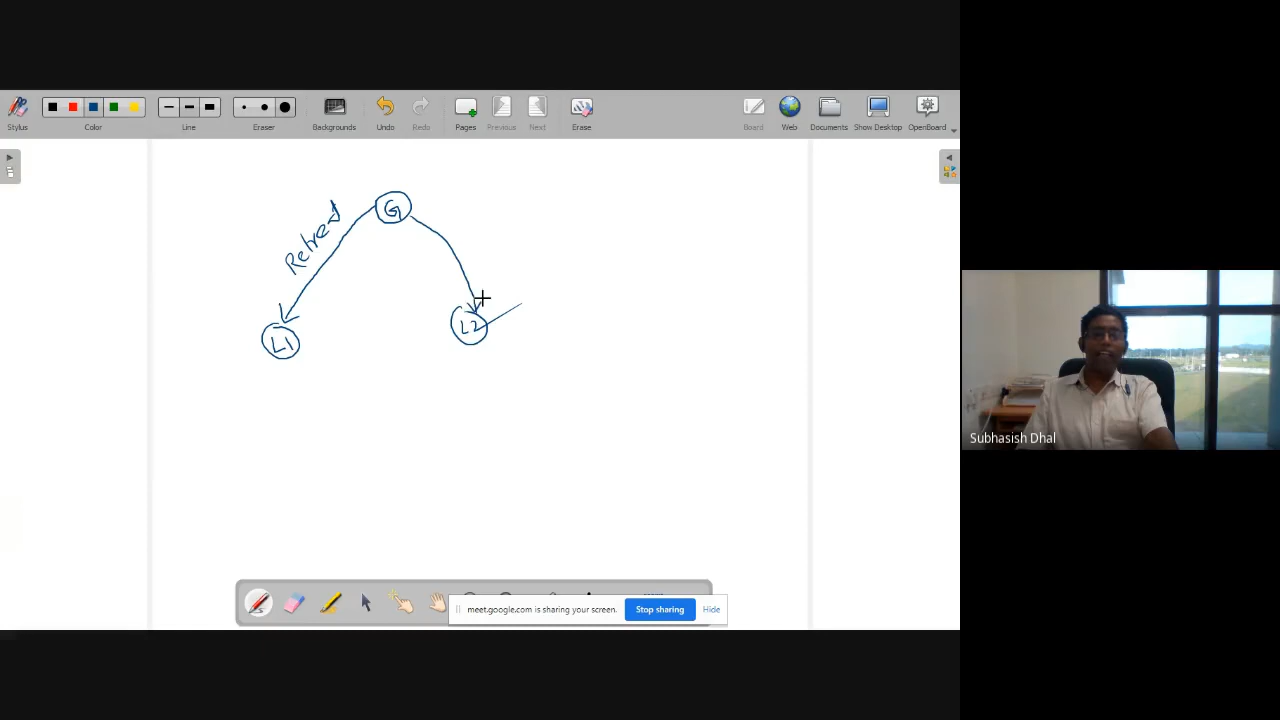 Stylus
Color
Line
Eraser
Backgrounds
Undo
Redo
Pages
Previous
Next
Erase
Board
Web
Documents
Show Desktop
OpenBoard
G
L1
L2
Subhasish Dhal
meet.google.com is sharing your screen.
Stop sharing
Hide